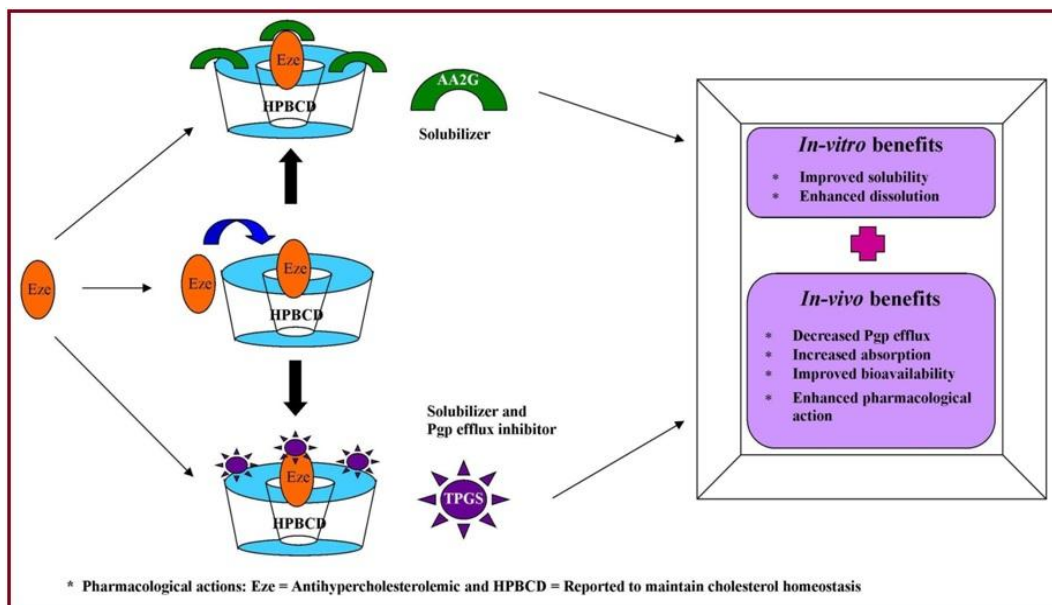 Eze
HPBCD
AA2G
Solubilizer
Eze
Eze
Eze
HPBCD
Solubilizer and
Pgp efflux inhibitor
Eze
HPBCD
TPGS
In-vitro benefits
* Improved solubility
* Enhanced dissolution
In-vivo benefits
* Decreased Pgp efflux
* Increased absorption
* Improved bioavailability
* Enhanced pharmacological
action
* Pharmacological actions: Eze = Antihypercholesterolemic and HPBCD = Reported to maintain cholesterol homeostasis